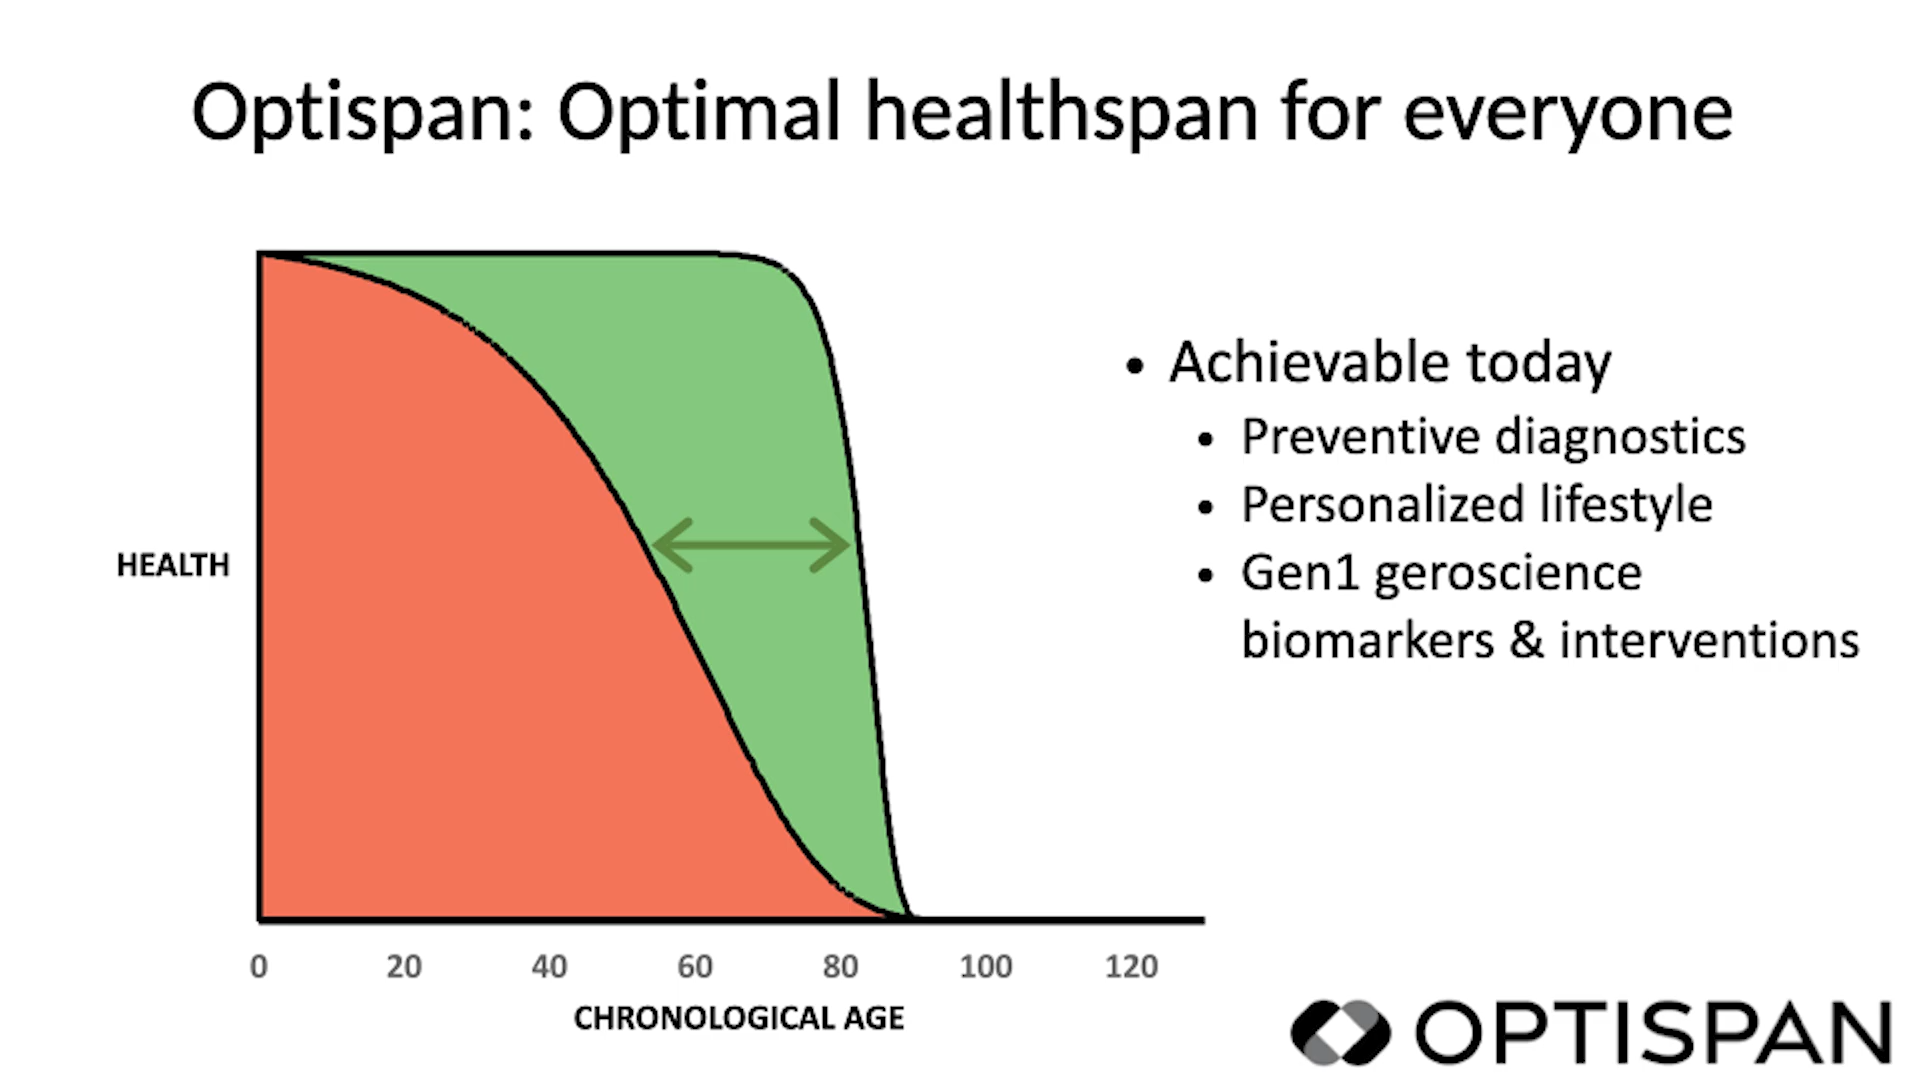 Optispan: Optimal healthspan for everyone
• Achievable today
• Preventive diagnostics
• Personalized lifestyle
• Gen1 geroscience
biomarkers & interventions
HEALTH
0 20 40 60 80 100 120
CHRONOLOGICAL AGE
OPTISPAN